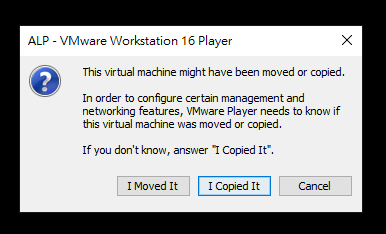 ALP - VMware Workstation 16 Player
This virtual machine might have been moved or copied.
In order to configure certain management and
networking features, VMware Player needs to know if
this virtual machine was moved or copied.
If you don't know, answer "I Copied It".
I Moved It
I Copied It
Cancel